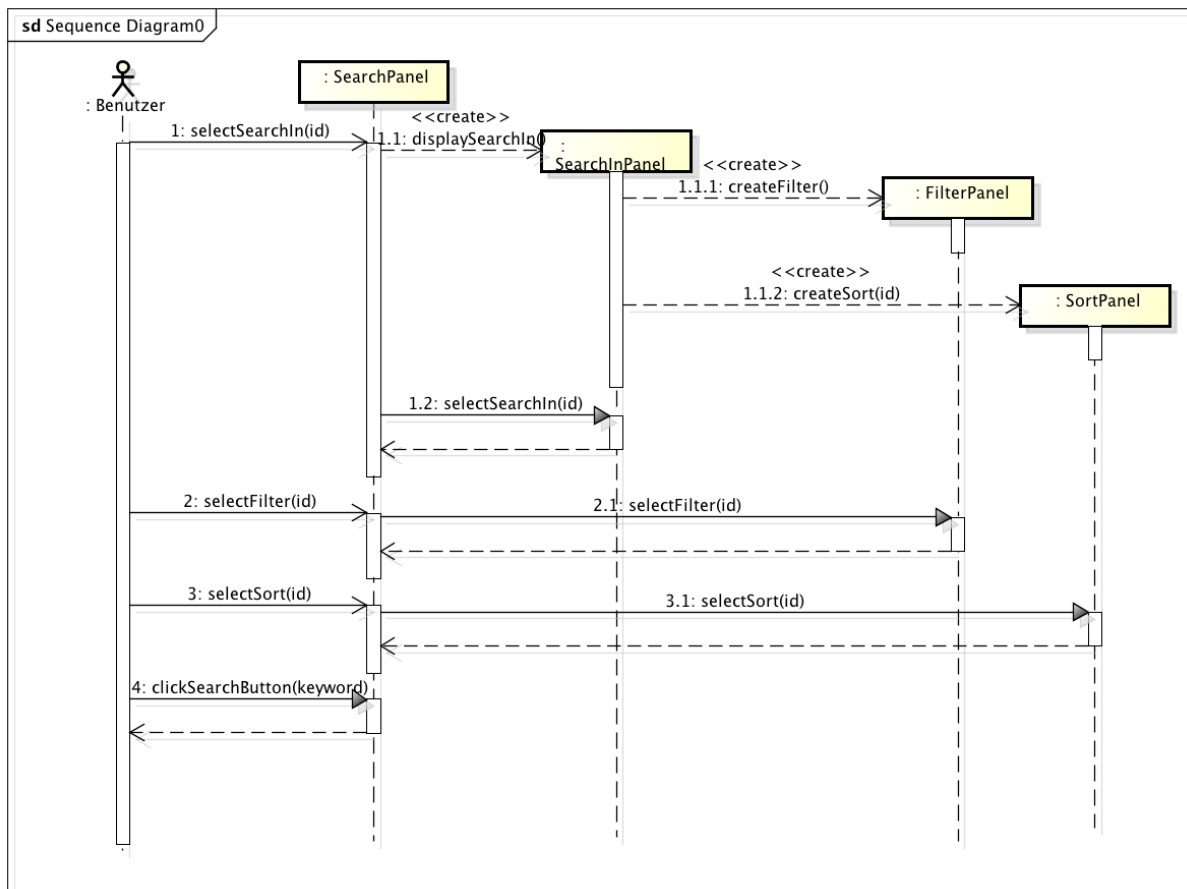 sd Sequence Diagram0
: Benutzer
: SearchPanel
1: selectSearchIn(id)
<<create>>
1.1: displaySearchIn()
:
SearchInPanel
<<create>>
1.1.1: createFilter()
: FilterPanel
<<create>>
1.1.2: createSort(id)
: SortPanel
1.2: selectSearchIn(id)
2: selectFilter(id)
2.1: selectFilter(id)
3: selectSort(id)
3.1: selectSort(id)
4: clickSearchButton(keyword)